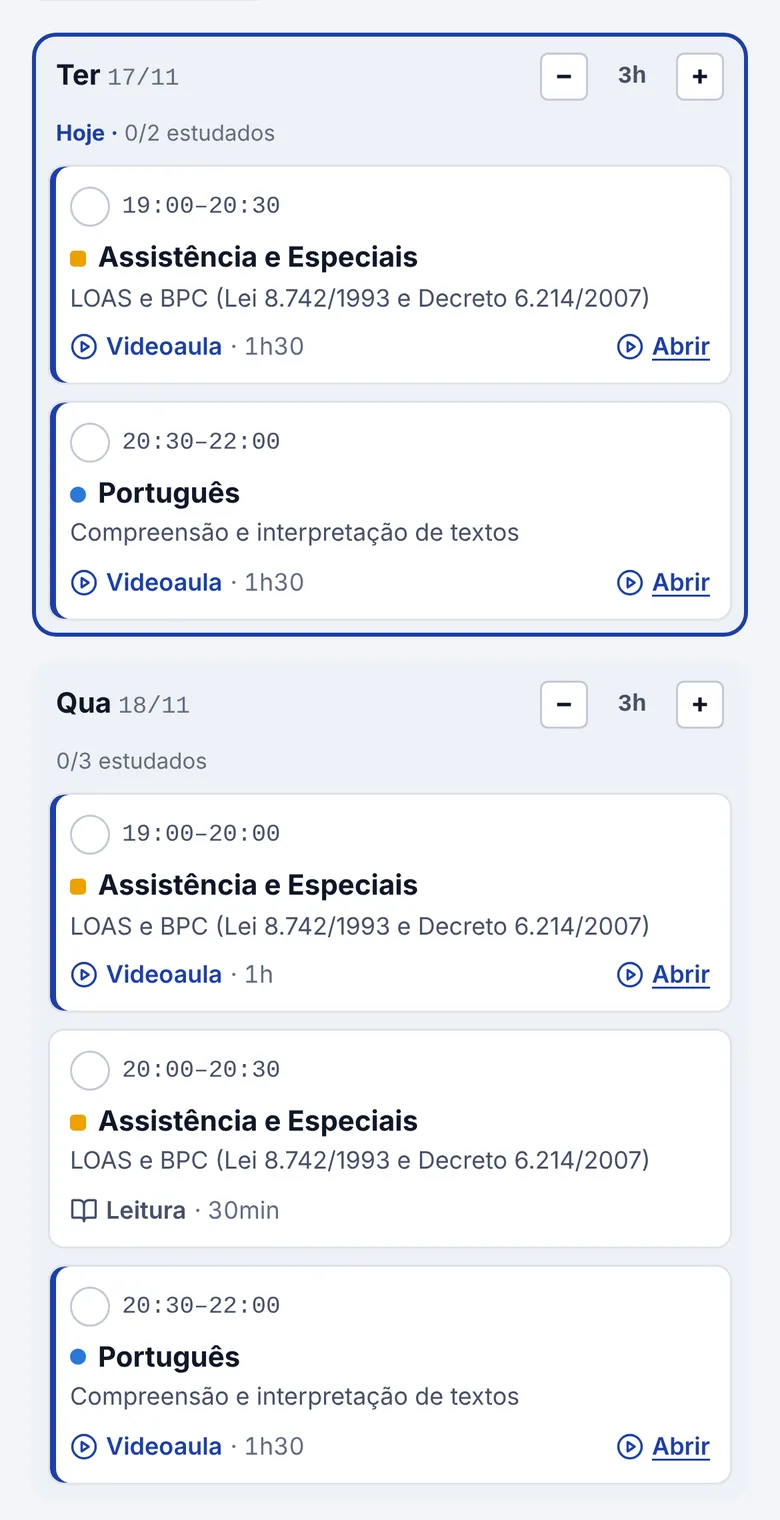 Ter 17/11 − 3h +
Hoje · 0/2 estudados
19:00–20:30
Assistência e Especiais
LOAS e BPC (Lei 8.742/1993 e Decreto 6.214/2007)
Videoaula · 1h30 Abrir
20:30–22:00
Português
Compreensão e interpretação de textos
Videoaula · 1h30 Abrir
Qua 18/11 − 3h +
0/3 estudados
19:00–20:00
Assistência e Especiais
LOAS e BPC (Lei 8.742/1993 e Decreto 6.214/2007)
Videoaula · 1h Abrir
20:00–20:30
Assistência e Especiais
LOAS e BPC (Lei 8.742/1993 e Decreto 6.214/2007)
Leitura · 30min
20:30–22:00
Português
Compreensão e interpretação de textos
Videoaula · 1h30 Abrir